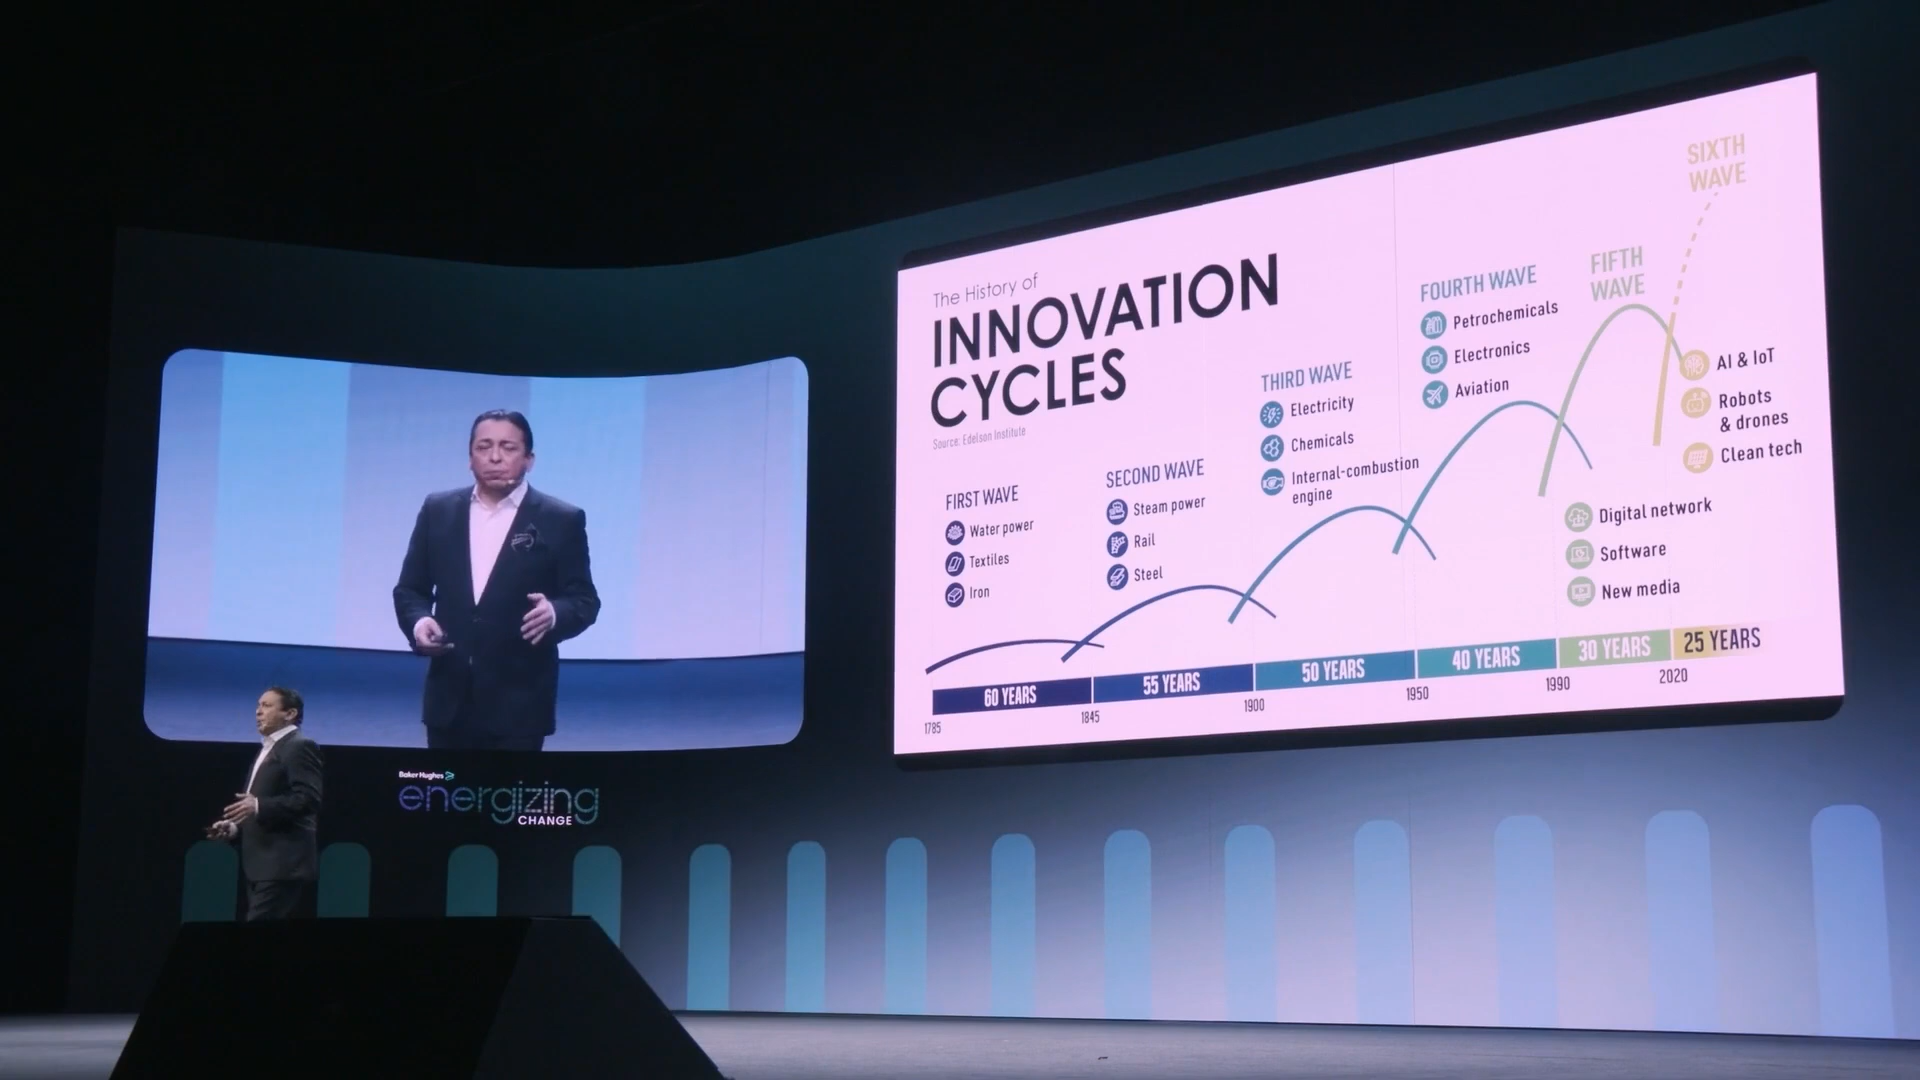 The History of
INNOVATION
CYCLES
Source: Edelson Institute
FIRST WAVE
Water power
Textiles
Iron
SECOND WAVE
Steam power
Rail
Steel
THIRD WAVE
Electricity
Chemicals
Internal-combustion
engine
FOURTH WAVE
Petrochemicals
Electronics
Aviation
FIFTH
WAVE
Digital network
Software
New media
SIXTH
WAVE
AI & IoT
Robots
& drones
Clean tech
60 YEARS
55 YEARS
50 YEARS
40 YEARS
30 YEARS
25 YEARS
1785
1845
1900
1950
1990
2020
Baker Hughes
energizing
CHANGE